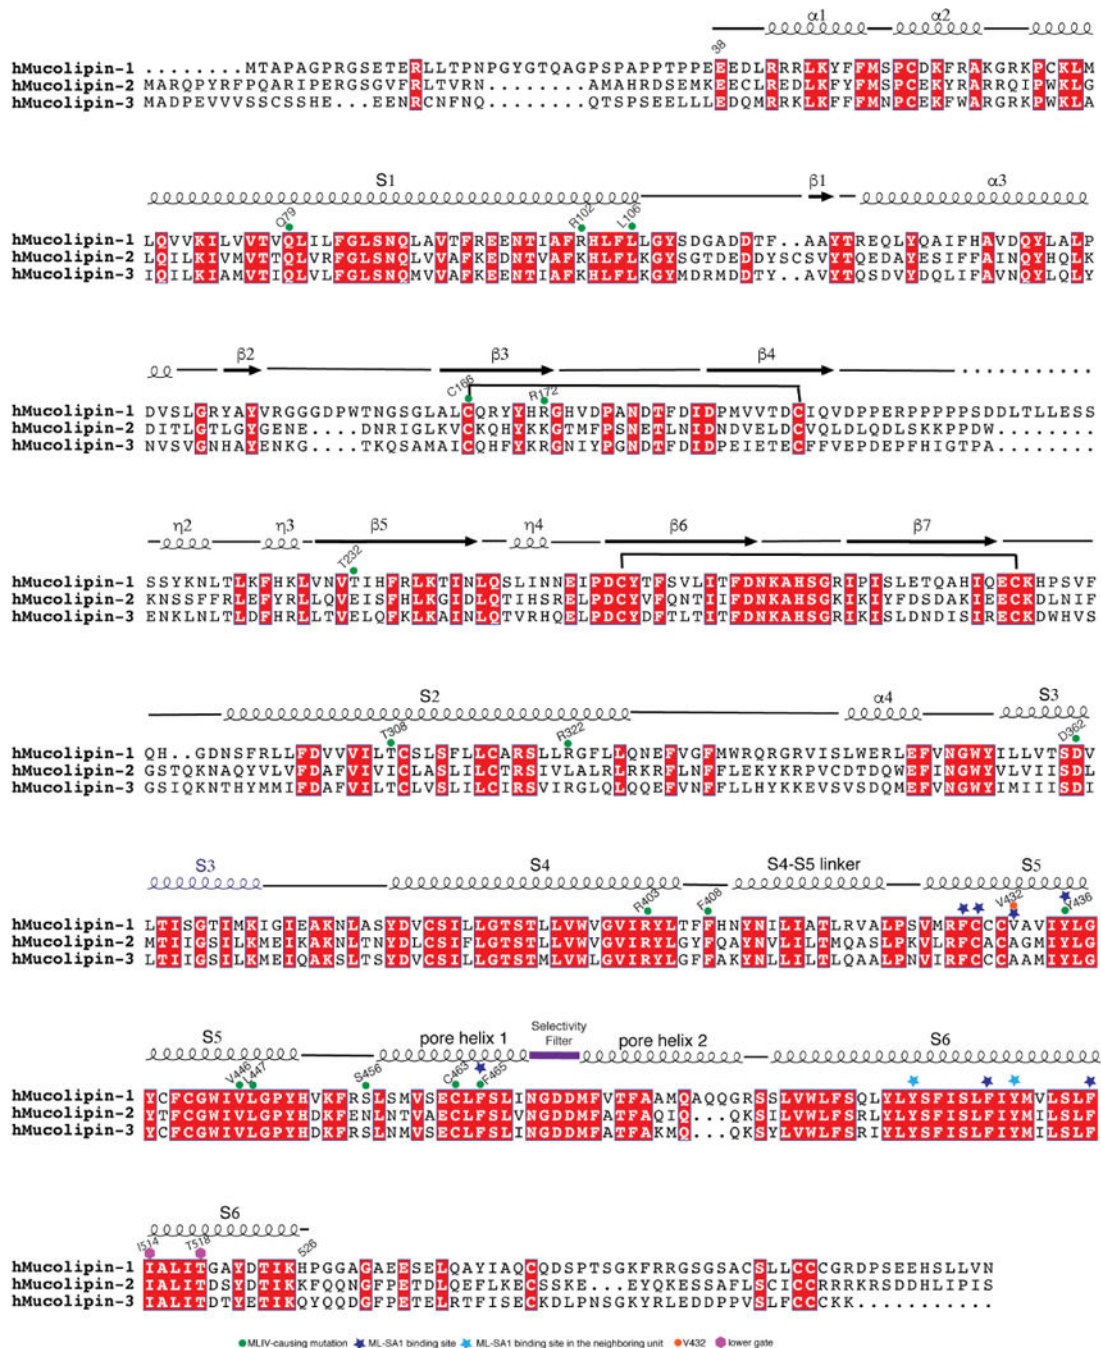 α1 α2
38
hMucolipin-1 ........MTAPAGPRGSETERLLTPNPGYGTQAGPSPAPPTPPEEEDLRRRLKYFFMSPCDKFRAKGRKPCKLM
hMucolipin-2 MARQPYRFPQARIPERGSGVFRLTVRN........AMAHRDSEMKEECLREDLKFYFMSPCEKYRARRQIPWKLG
hMucolipin-3 MADPEVVVSSCSSHE...EENRCNFNQ........QTSPSEELLLEDQMRRKLKFFFMNPCEKFWARGRKPWKLA
S1 β1 α3
Q79 R102 L106
hMucolipin-1 LQVVKILVVTVQLILFGLSNQLAVTFREENTIAFRHLFLLGYSDGADDTF..AAYTREQLYQAIFHAVDQYLALP
hMucolipin-2 LQILKIVMVTTQLVRFGLSNQLVVAFKEDNTVAFKHLFLKGYSGTDEDDYSCSVYTQEDAYESIFFAINQYHQLK
hMucolipin-3 IQILKIAMVTIQLVLFGLSNQMVVAFKEENTIAFKHLFLKGYMDRMDDTY..AVYTQSDVYDQLIFAVNQYLQLY
β2 β3 β4
C166 R172
hMucolipin-1 DVSLGRYAYVRGGGDPWTNGSGLALCQRYYHRGHVDPANDTFDIDPMVVTDCIQVDPPERPPPPPSDDLTLLESS
hMucolipin-2 DITLGTLGYGENE....DNRIGLKVCKQHYKKGTMFPSNETLNIDNDVELDCVQLDLQDLSKKPPDW........
hMucolipin-3 NVSVGNHAYENKG....TKQSAMAICQHFYKRGNIYPGNDTFDIDPEIETECFFVEPDEPFHIGTPA........
η2 η3 β5 η4 β6 β7
T232
hMucolipin-1 SSYKNLTLKFHKLVNVTIHFRLKTINLQSLINNEIPDCYTFSVLITFDNKAHSGRIPISLETQAHIQECKHPSVF
hMucolipin-2 KNSSFFRLEFYRLLQVEISFHLKGIDLQTIHSRELPDCYVFQNTIIFDNKAHSGKIKIYFDSDAKIEECKDLNIF
hMucolipin-3 ENKLNLTLDFHRLLTVELQFKLKAINLQTVRHQELPDCYDFTLTITFDNKAHSGRIKISLDNDISIRECKDWHVS
S2 α4 S3
T308 R322 D362
hMucolipin-1 QH..GDNSFRLLFDVVVILTCSLSFLLCARSLLRGFLLQNEFVGFMWRQRGRVISLWERLEFVNGWYILLVTSDV
hMucolipin-2 GSTQKNAQYVLVFDAFVIVICLASLILCTRSIVLALRLRKRFLNFFLEKYKRPVCDTDQWEFINGWYVLVIISDL
hMucolipin-3 GSIQKNTHYMMIFDAFVILTCLVSLILCIRSVIRGLQLQQEFVNFFLLHYKKEVSVSDQMEFVNGWYIMIIISDI
S3 S4 S4-S5 linker S5
R403 F408 V432 Y436
hMucolipin-1 LTISGTIMKIGIEAKNLASYDVCSILLGTSTLLVWVGVIRYLTFFHNYNILIATLRVALPSVMRFCCCVAVIYLG
hMucolipin-2 MTIIGSILKMEIKAKNLTNYDLCSIFLGTSTLLVWVGVIRYLGYFQAYNVLILTMQASLPKVLRFCACAGMIYLG
hMucolipin-3 LTIIGSILKMEIQAKSLTSYDVCSILLGTSTMLVWLGVIRYLGFFAKYNLLILTLQAALPNVIRFCCCAAMIYLG
S5 pore helix 1 Selectivity Filter pore helix 2 S6
V446 L447 S456 C463 F465
hMucolipin-1 YCFCGWIVLGPYHVKFRSLSMVSECLFSLINGDDMFVTFAAMQAQQGRSSLVWLFSQLYLYSFISLFIYMVLSLF
hMucolipin-2 YTFCGWIVLGPYHDKFENLNTVAECLFSLVNGDDMFATFAQIQ...QKSILVWLFSRLYLYSFISLFIYMILSLF
hMucolipin-3 YCFCGWIVLGPYHDKFRSLNMVSECLFSLINGDDMFATFAKMQ...QKSYLVWLFSRIYLYSFISLFIYMILSLF
S6
I514 T518 526
hMucolipin-1 IALITGAYDTIKHPGGAGAEESELQAYIAQCQDSPTSGKFRRGSGSACSLLCCCGRDPSEEHSLLVN
hMucolipin-2 IALITDSYDTIKKFQQNGFPETDLQEFLKECSSKE...EYQKESSAFLSCICCRRRKRSDDHLIPIS
hMucolipin-3 IALITDTYETIKQYQQDGFPETELRTFISECKDLPNSGKYRLEDDPPVSLFCCCKK...........
MLIV-causing mutation ML-SA1 binding site ML-SA1 binding site in the neighboring unit V432 lower gate